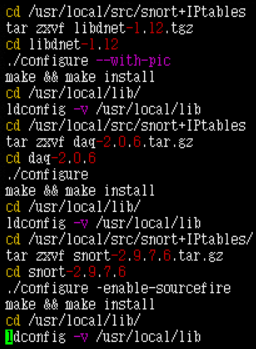 cd /usr/local/src/snort+IPtables
tar zxvf libdnet-1.12.tgz
cd libdnet-1.12
./configure --with-pic
make && make install
cd /usr/local/lib/
ldconfig -v /usr/local/lib
cd /usr/local/src/snort+IPtables
tar zxvf daq-2.0.6.tar.gz
cd daq-2.0.6
./configure
make && make install
cd /usr/local/lib/
ldconfig -v /usr/local/lib
cd /usr/local/src/snort+IPtables/
tar zxvf snort-2.9.7.6.tar.gz
cd snort-2.9.7.6
./configure -enable-sourcefire
make && make install
cd /usr/local/lib/
ldconfig -v /usr/local/lib